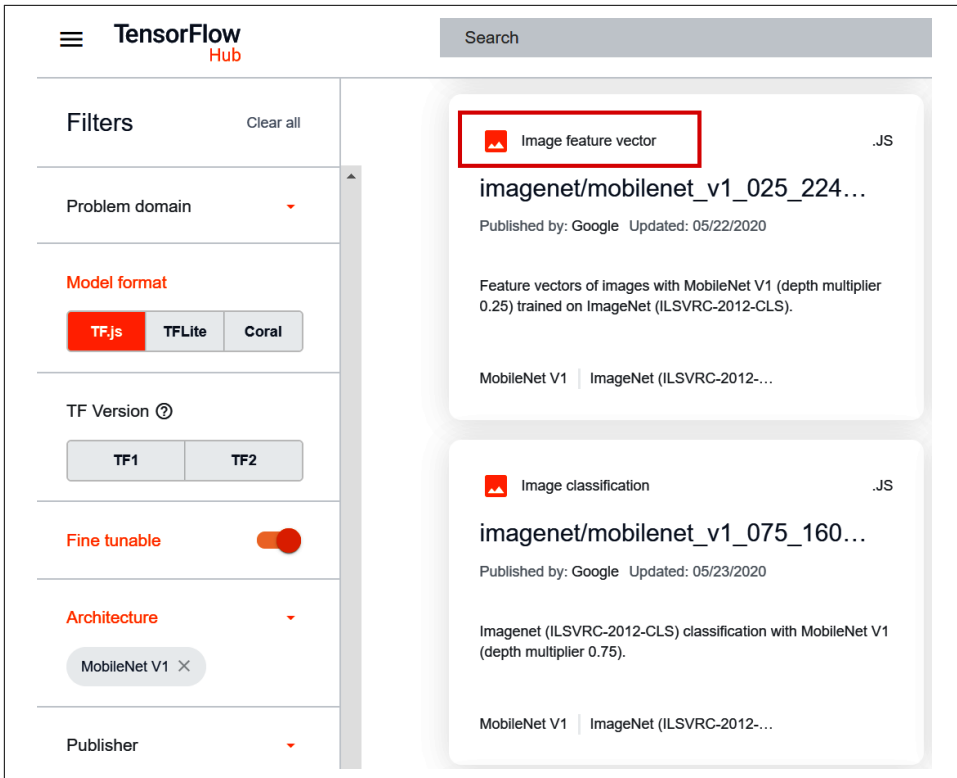 TensorFlow
Hub
Search
Filters
Clear all
Problem domain
Model format
TF.js
TFLite
Coral
TF Version
TF1
TF2
Fine tunable
Architecture
MobileNet V1
Publisher
Image feature vector
.JS
imagenet/mobilenet_v1_025_224...
Published by: Google Updated: 05/22/2020
Feature vectors of images with MobileNet V1 (depth multiplier
0.25) trained on ImageNet (ILSVRC-2012-CLS).
MobileNet V1
ImageNet (ILSVRC-2012-...
Image classification
.JS
imagenet/mobilenet_v1_075_160...
Published by: Google Updated: 05/23/2020
Imagenet (ILSVRC-2012-CLS) classification with MobileNet V1
(depth multiplier 0.75).
MobileNet V1
ImageNet (ILSVRC-2012-...